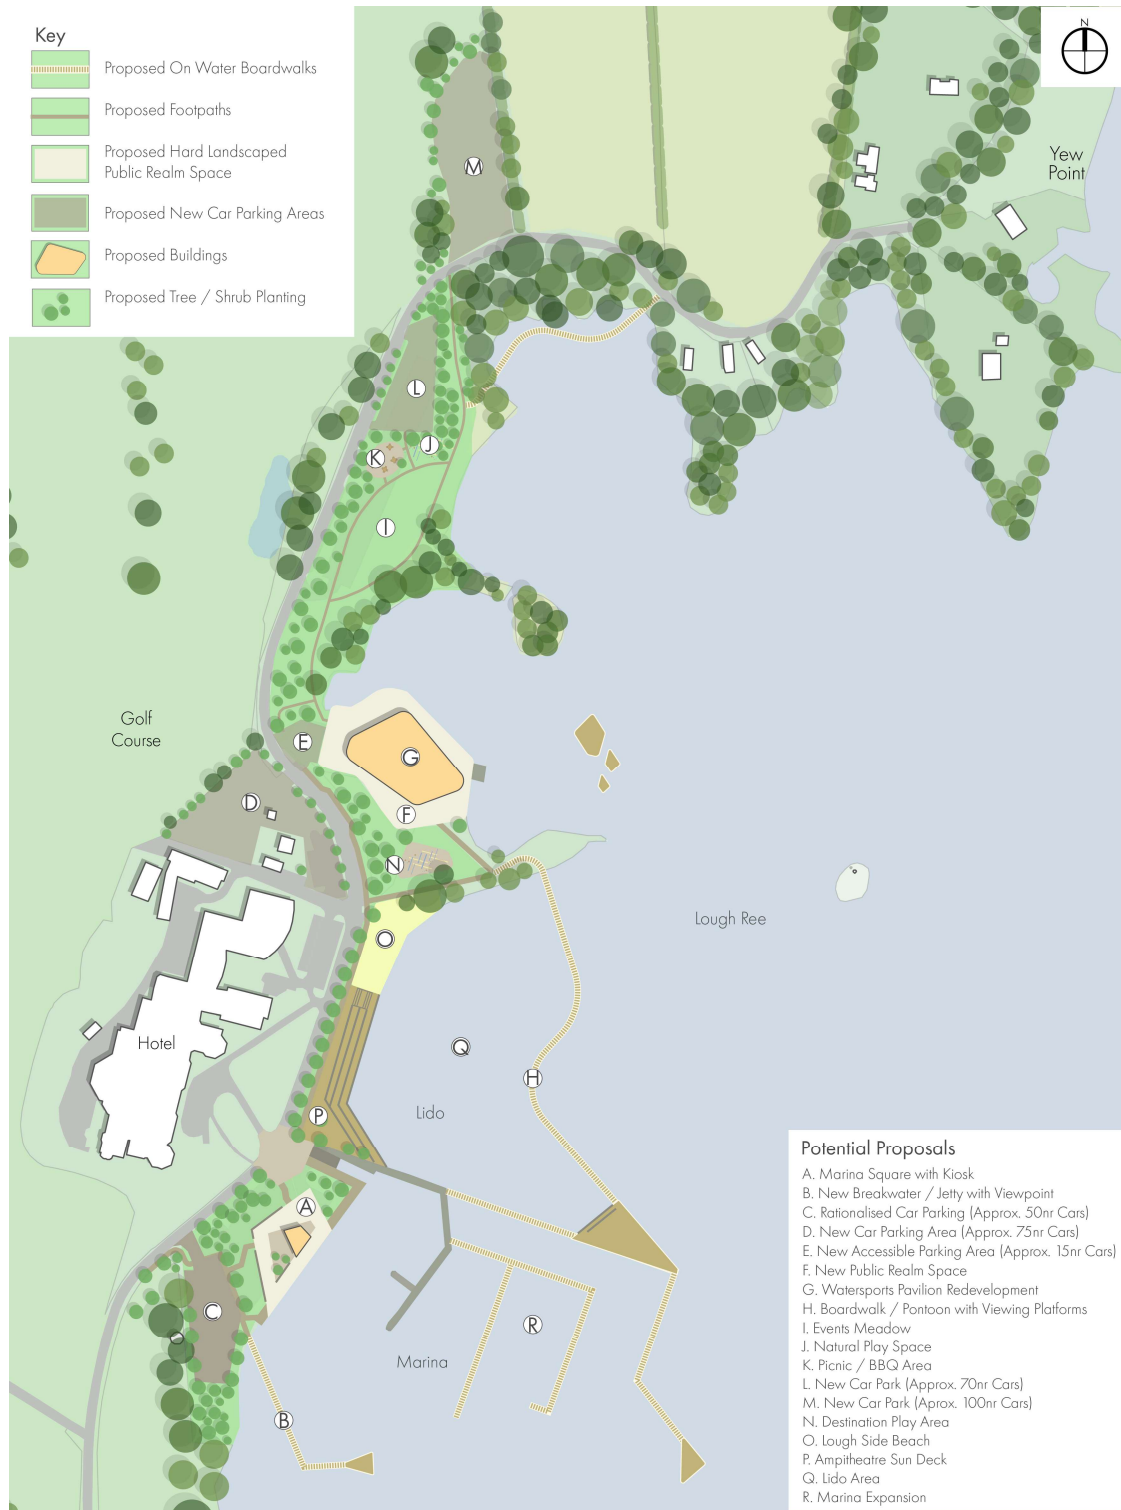 Key
Proposed On Water Boardwalks
Proposed Footpaths
Proposed Hard Landscaped
Public Realm Space
Proposed New Car Parking Areas
Proposed Buildings
Proposed Tree / Shrub Planting
N
Yew
Point
M
L
J
K
I
Golf
Course
E
G
D
F
N
Lough Ree
O
Hotel
Q
H
Lido
P
A
C
R
Marina
B
Potential Proposals
A. Marina Square with Kiosk
B. New Breakwater / Jetty with Viewpoint
C. Rationalised Car Parking (Approx. 50nr Cars)
D. New Car Parking Area (Approx. 75nr Cars)
E. New Accessible Parking Area (Approx. 15nr Cars)
F. New Public Realm Space
G. Watersports Pavilion Redevelopment
H. Boardwalk / Pontoon with Viewing Platforms
I. Events Meadow
J. Natural Play Space
K. Picnic / BBQ Area
L. New Car Park (Approx. 70nr Cars)
M. New Car Park (Aprox. 100nr Cars)
N. Destination Play Area
O. Lough Side Beach
P. Ampitheatre Sun Deck
Q. Lido Area
R. Marina Expansion